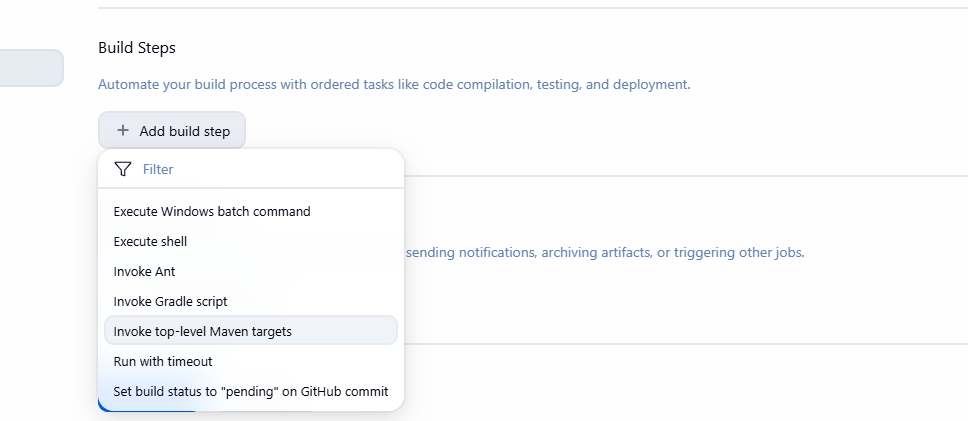 Build Steps
Automate your build process with ordered tasks like code compilation, testing, and deployment.
Add build step
Filter
Execute Windows batch command
Execute shell
sending notifications, archiving artifacts, or triggering other jobs.
Invoke Ant
Invoke Gradle script
Invoke top-level Maven targets
Run with timeout
Set build status to "pending" on GitHub commit